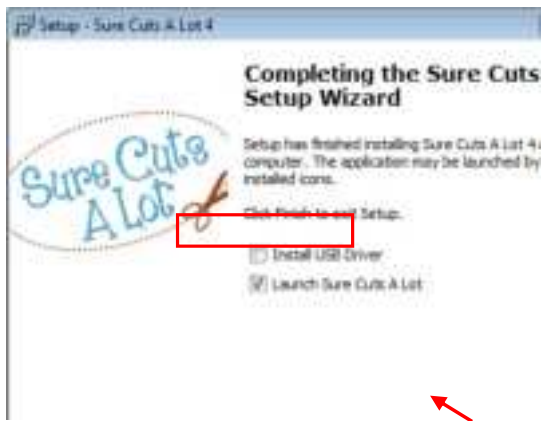 Setup - Sure Cuts A Lot 4
Completing the Sure Cuts
Setup Wizard
Sure Cuts
A Lot
Setup has finished installing Sure Cuts A Lot 4
computer. The application may be launched by
installed icons.
Click Finish to exit Setup.
Install USB Driver
Launch Sure Cuts A Lot